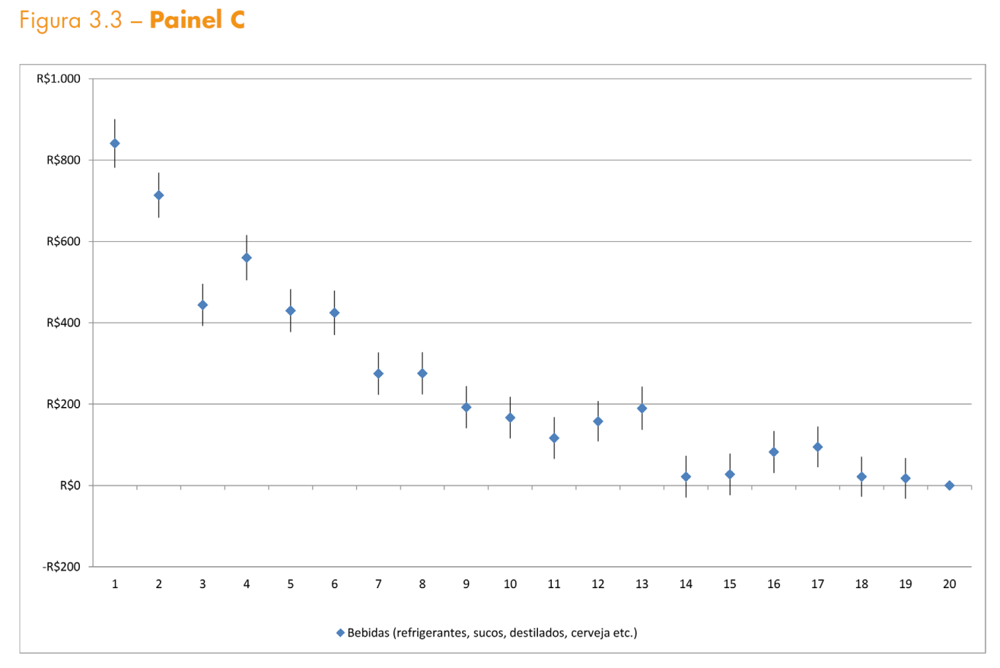 Figura 3.3 – Painel C
R$1.000
R$800
R$600
R$400
R$200
R$0
-R$200
1 2 3 4 5 6 7 8 9 10 11 12 13 14 15 16 17 18 19 20
Bebidas (refrigerantes, sucos, destilados, cerveja etc.)